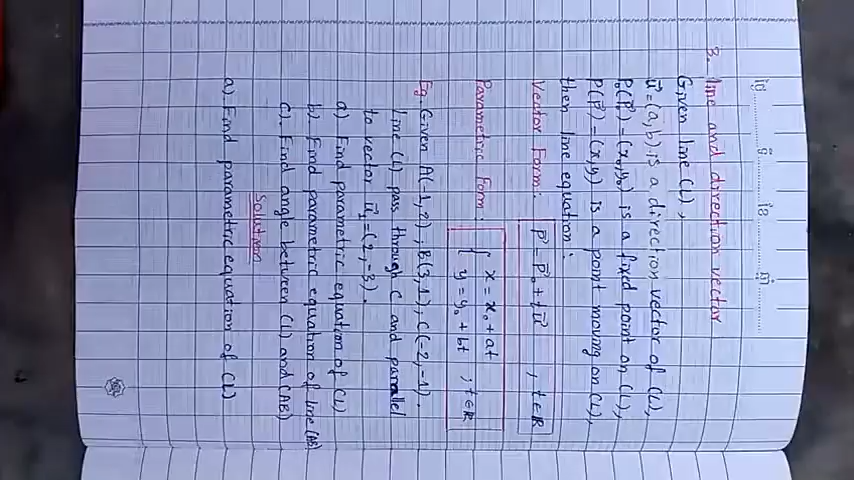 3. line and direction vector
Given line (L),
u⃗ = (a,b) is a direction vector of (L),
P₀(P⃗₀) = (x₀,y₀) is a fixed point on (L),
P(P⃗) = (x,y) is a point moving on (L),
then line equation :
Vector Form : P⃗ = P⃗₀ + tu⃗ , t∈ℝ
Parametric Form : { x = x₀ + at
y = y₀ + bt , t∈ℝ
Eg. Given A(-1,2) ; B(3,1) ; C(-2,-1).
line (L) pass through C and parallel
to vector u⃗₁ = (2,-3).
a) Find parametric equation of (L)
b). Find parametric equation of line (AB)
c). Find angle between (L) and (AB)
Solution
a). Find parametric equation of (L)